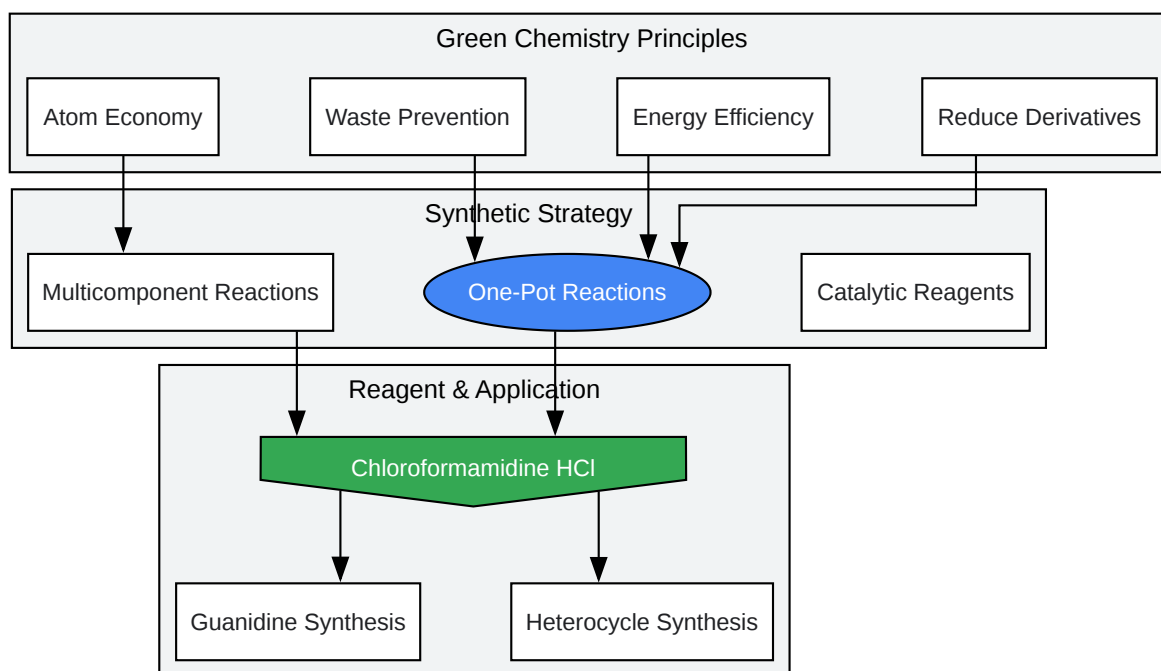 Green Chemistry Principles
Atom Economy
Waste Prevention
Energy Efficiency
Reduce Derivatives
Synthetic Strategy
Multicomponent Reactions
One-Pot Reactions
Catalytic Reagents
Reagent & Application
Chloroformamidine HCl
Guanidine Synthesis
Heterocycle Synthesis